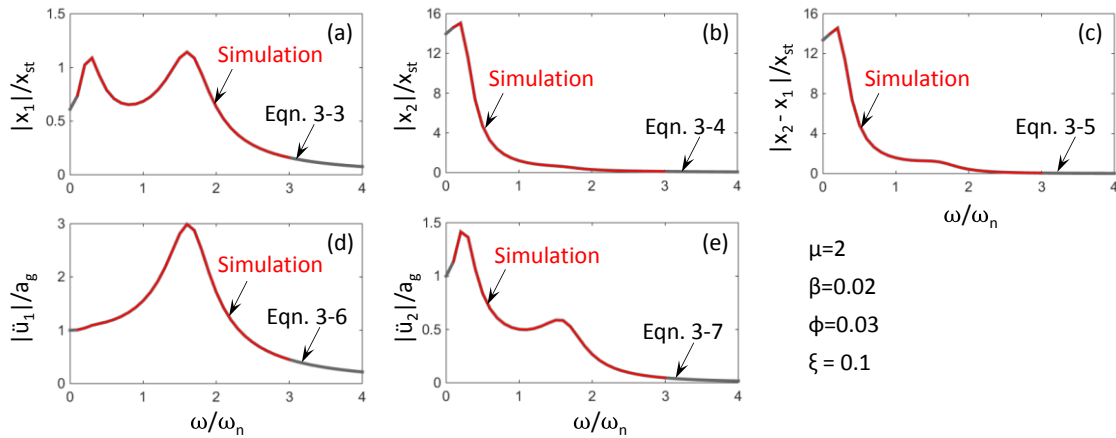 (a)
1.5
1
0.5
0
0 1 2 3 4
|x₁|/xₛₜ
Simulation
Eqn. 3-3
(b)
16
12
8
4
0
0 1 2 3 4
|x₂|/xₛₜ
Simulation
Eqn. 3-4
(c)
16
12
8
4
0
0 1 2 3 4
|x₂ - x₁|/xₛₜ
Simulation
Eqn. 3-5
ω/ωₙ
(d)
3
2
1
0
0 1 2 3 4
|ü₁|/a_g
Simulation
Eqn. 3-6
ω/ωₙ
(e)
1.5
1
0.5
0
0 1 2 3 4
|ü₂|/a_g
Simulation
Eqn. 3-7
ω/ωₙ
μ=2
β=0.02
ϕ=0.03
ξ = 0.1